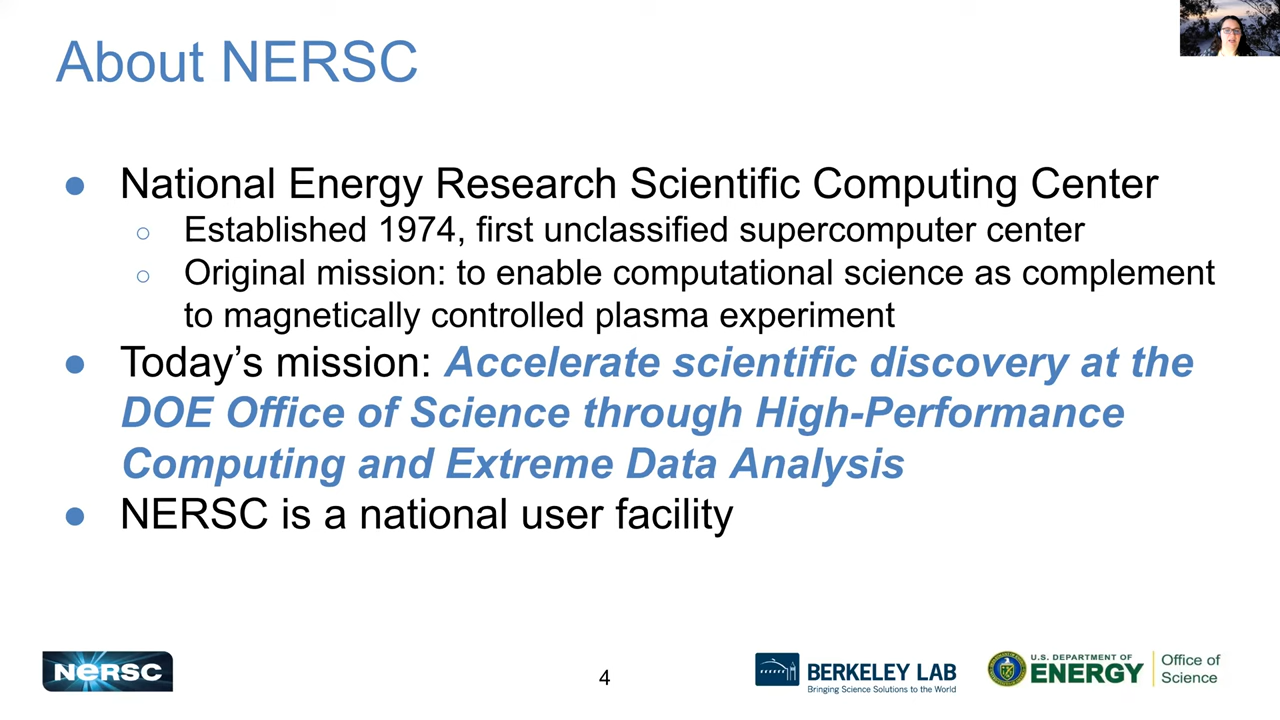 About NERSC
● National Energy Research Scientific Computing Center
○ Established 1974, first unclassified supercomputer center
○ Original mission: to enable computational science as complement
to magnetically controlled plasma experiment
● Today’s mission: Accelerate scientific discovery at the
DOE Office of Science through High-Performance
Computing and Extreme Data Analysis
● NERSC is a national user facility
NERSC
4
BERKELEY LAB
Bringing Science Solutions to the World
U.S. DEPARTMENT OF
ENERGY
Office of
Science